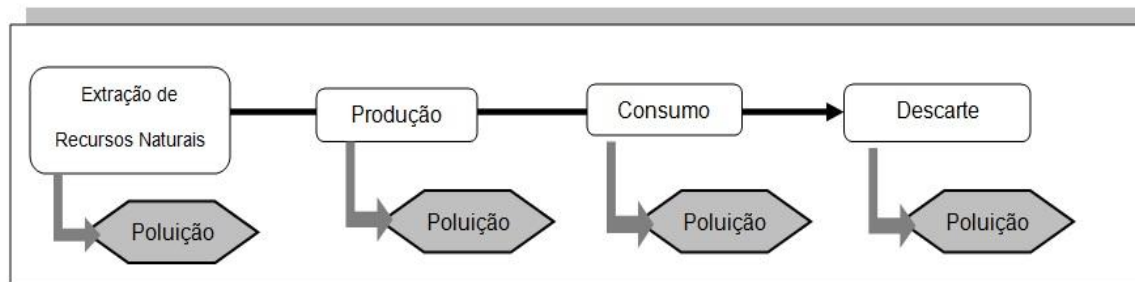 Extração de
Recursos Naturais
Produção
Consumo
Descarte
Poluição
Poluição
Poluição
Poluição